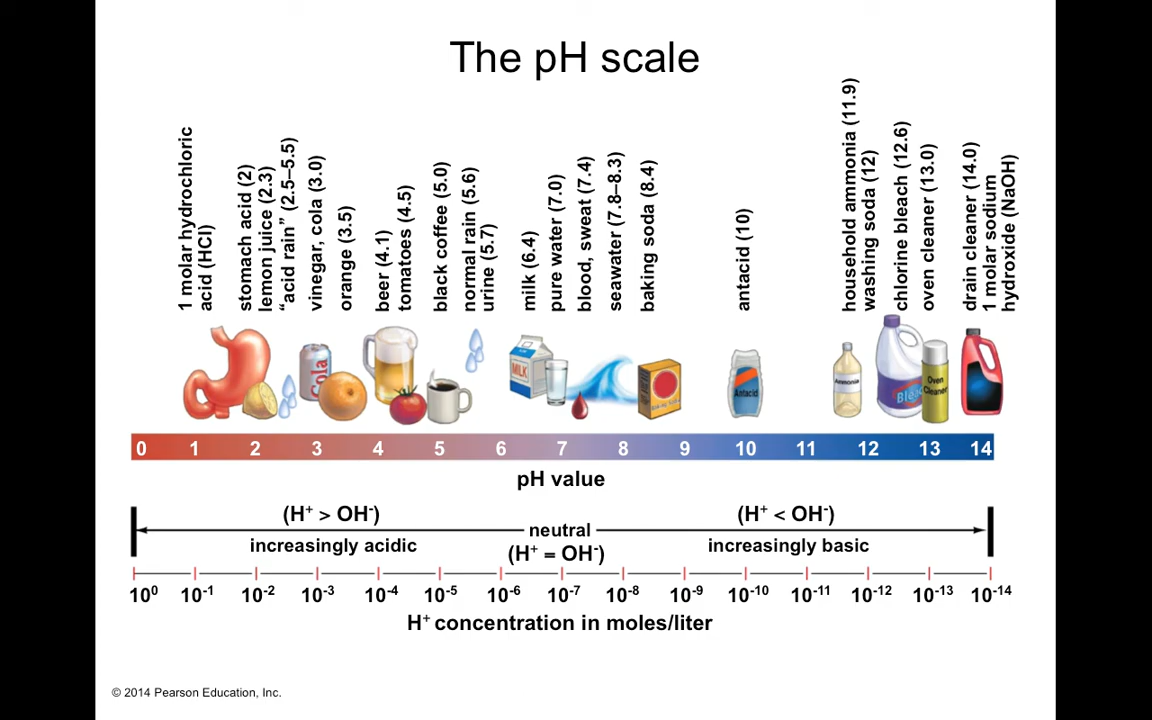 The pH scale
1 molar hydrochloric
acid (HCl)
stomach acid (2)
lemon juice (2.3)
“acid rain” (2.5–5.5)
vinegar, cola (3.0)
orange (3.5)
beer (4.1)
tomatoes (4.5)
black coffee (5.0)
normal rain (5.6)
urine (5.7)
milk (6.4)
pure water (7.0)
blood, sweat (7.4)
seawater (7.8–8.3)
baking soda (8.4)
antacid (10)
household ammonia (11.9)
washing soda (12)
chlorine bleach (12.6)
oven cleaner (13.0)
drain cleaner (14.0)
1 molar sodium
hydroxide (NaOH)
Cola
MILK
Antacid
Ammonia
Bleach
Oven
Cleaner
0 1 2 3 4 5 6 7 8 9 10 11 12 13 14
pH value
(H⁺ > OH⁻) (H⁺ < OH⁻)
neutral
increasingly acidic (H⁺ = OH⁻) increasingly basic
10⁰ 10⁻¹ 10⁻² 10⁻³ 10⁻⁴ 10⁻⁵ 10⁻⁶ 10⁻⁷ 10⁻⁸ 10⁻⁹ 10⁻¹⁰ 10⁻¹¹ 10⁻¹² 10⁻¹³ 10⁻¹⁴
H⁺ concentration in moles/liter
© 2014 Pearson Education, Inc.